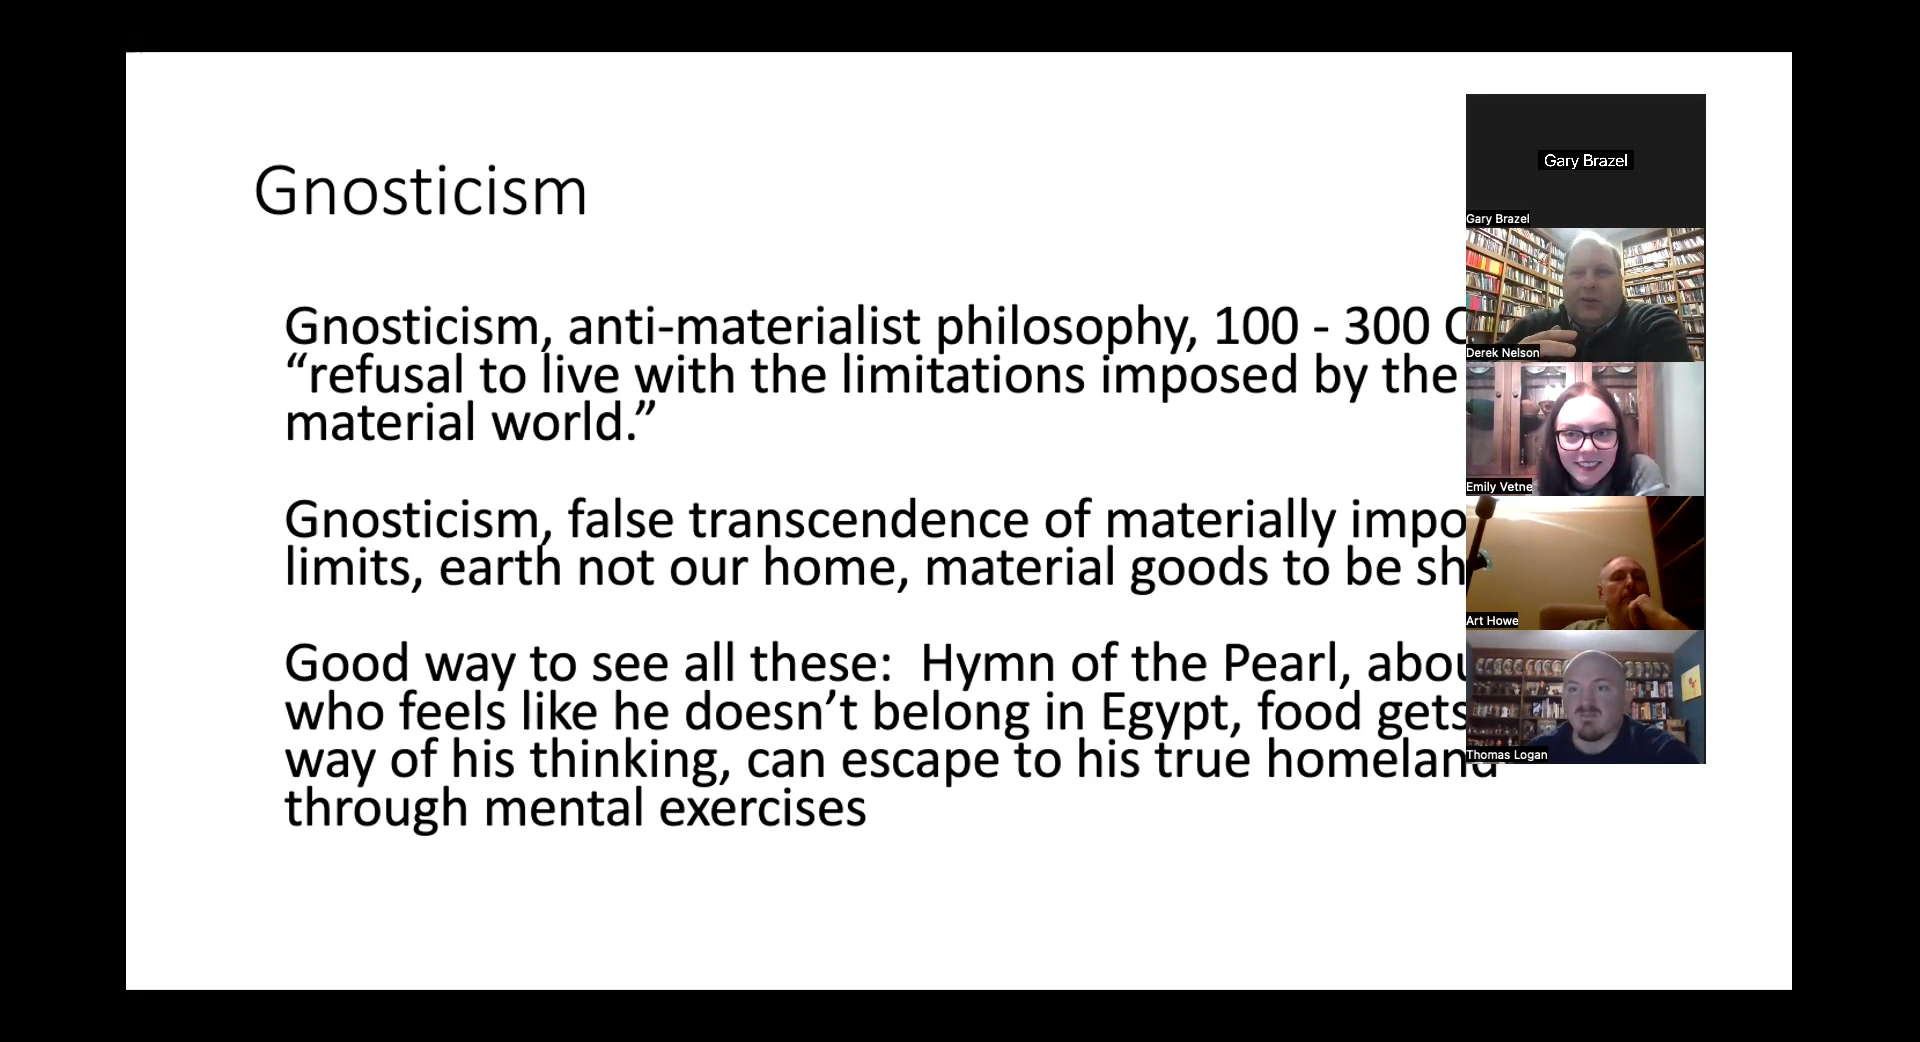 Gnosticism
Gnosticism, anti-materialist philosophy, 100 - 300
“refusal to live with the limitations imposed by the
material world.”
Gnosticism, false transcendence of materially
limits, earth not our home, material goods to be
Good way to see all these:  Hymn of the Pearl,
who feels like he doesn’t belong in Egypt, food gets
way of his thinking, can escape to his true homeland
through mental exercises
Gary Brazel
Gary Brazel
Derek Nelson
Emily Vetne
Art Howe
Thomas Logan